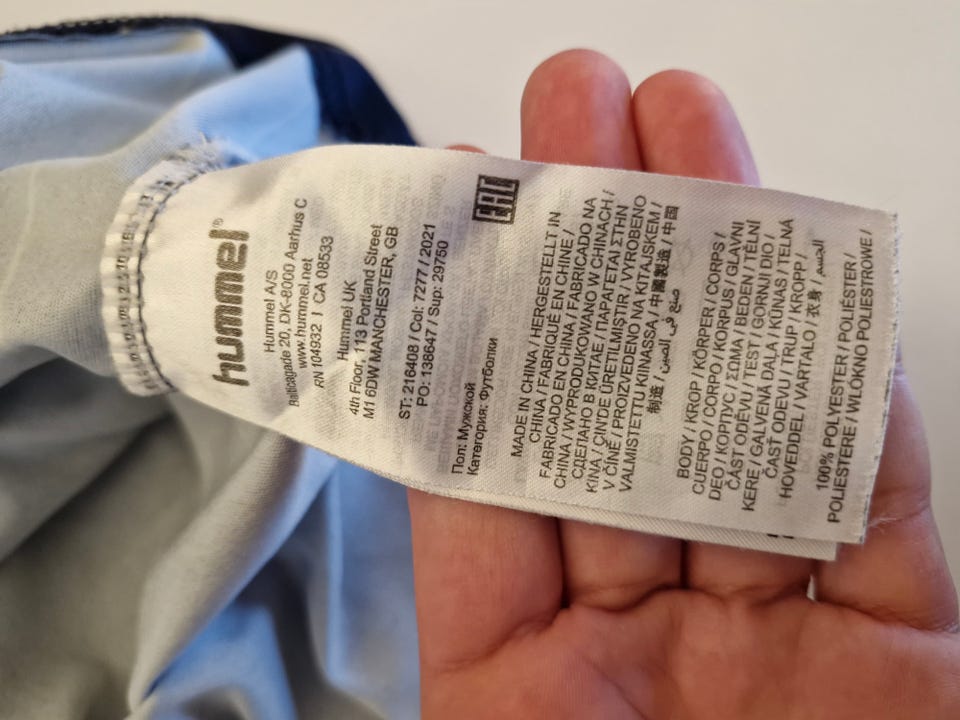 hummel®
Hummel A/S
Balticagade 20, DK-8000 Aarhus C
www.hummel.net
RN 104932 | CA 08533
Hummel UK
4th Floor, 113 Portland Street
M1 6DW MANCHESTER, GB
ST: 216408 / Col: 7277 / 2021
PO: 138647 / Sup: 29750
EAC
Пол: Мужской
Категория: Футболки
MADE IN CHINA / HERGESTELLT IN
CHINA / FABRIQUÉ EN CHINE /
FABRICADO EN CHINA / FABRICADO NA
CHINA / WYPRODUKOWANO W CHINACH /
СДЕЛАНО В КИТАЕ / ΠΑΡΑΓΕΤΑΙ ΣΤΗΝ
ΚΙΝΑ / ÇIN'DE ÜRETILMIŞTIR / VYROBENO
V ČÍNĚ / PROIZVEDENO NA KITAJSKEM /
VALMISTETTU KIINASSA / 中國製造 / 中国
制造 / صنع في الصين
BODY / KROP / KÖRPER / CORPS /
CUERPO / CORPO / KORPUS / GLAVNI
DEO / КОРПУС / ΣΩΜΑ / BEDEN / TĚLNÍ
ČÁST ODĚVU / TEST / GORNJI DIO /
KERE / GALVENĀ DAĻA / KŪNAS / TELNÁ
ČASŤ ODEVU / TRUP / KROPP /
HOVEDDEL / VARTALO / 衣身 / الجسم /
100% POLYESTER / POLIÉSTER /
POLIESTERE / WŁÓKNO POLIESTROWE /